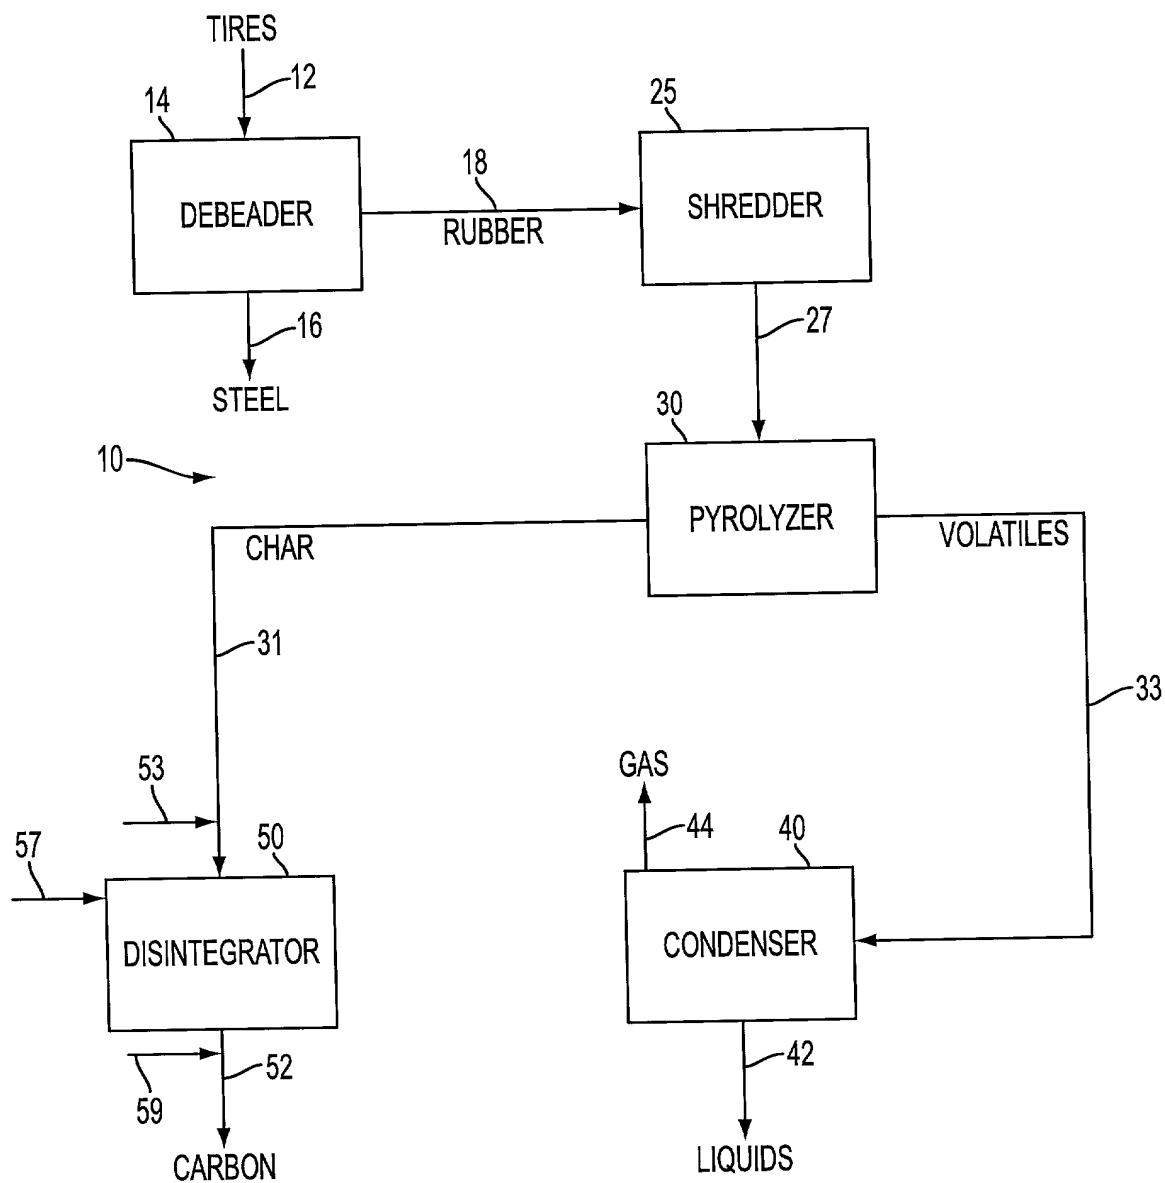 TIRES
12
14
25
DEBEADER
18
RUBBER
SHREDDER
16
27
STEEL
30
10
PYROLYZER
CHAR
VOLATILES
31
33
53
GAS
44
57
50
40
DISINTEGRATOR
CONDENSER
52
42
59
CARBON
LIQUIDS